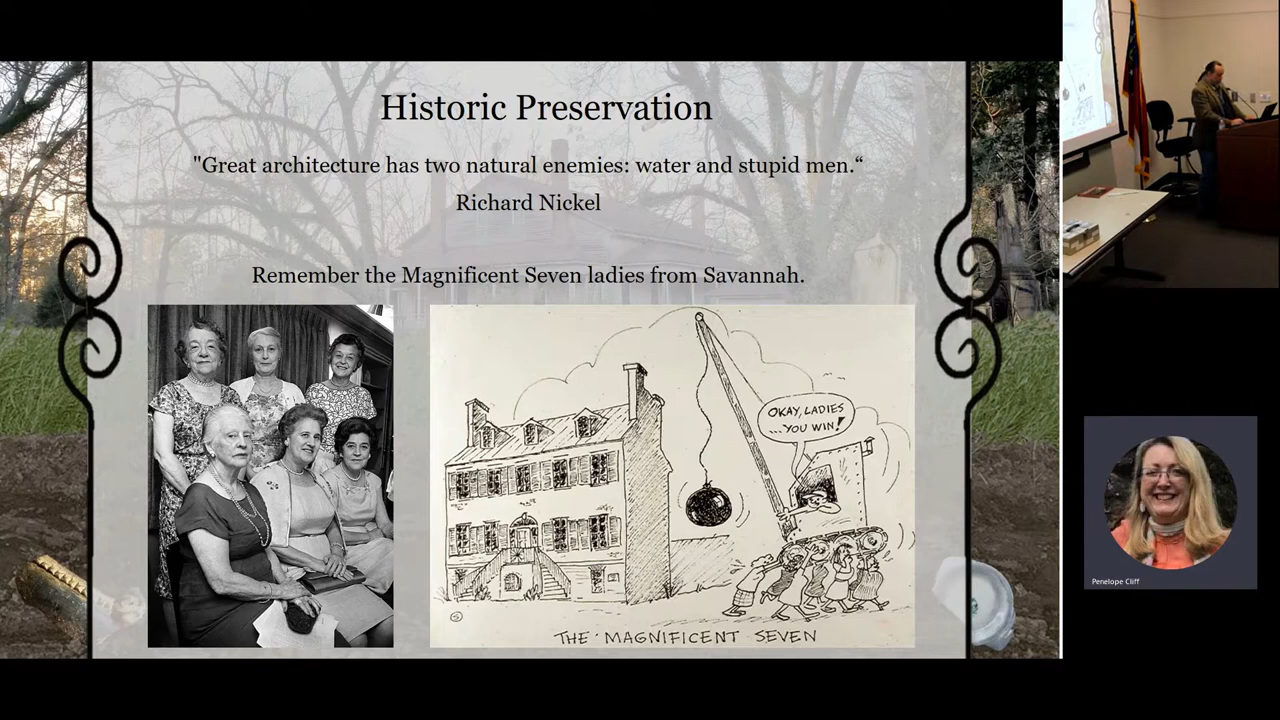 Historic Preservation
"Great architecture has two natural enemies: water and stupid men.“
Richard Nickel
Remember the Magnificent Seven ladies from Savannah.
OKAY, LADIES
...YOU WIN!
THE MAGNIFICENT SEVEN
Penelope Cliff